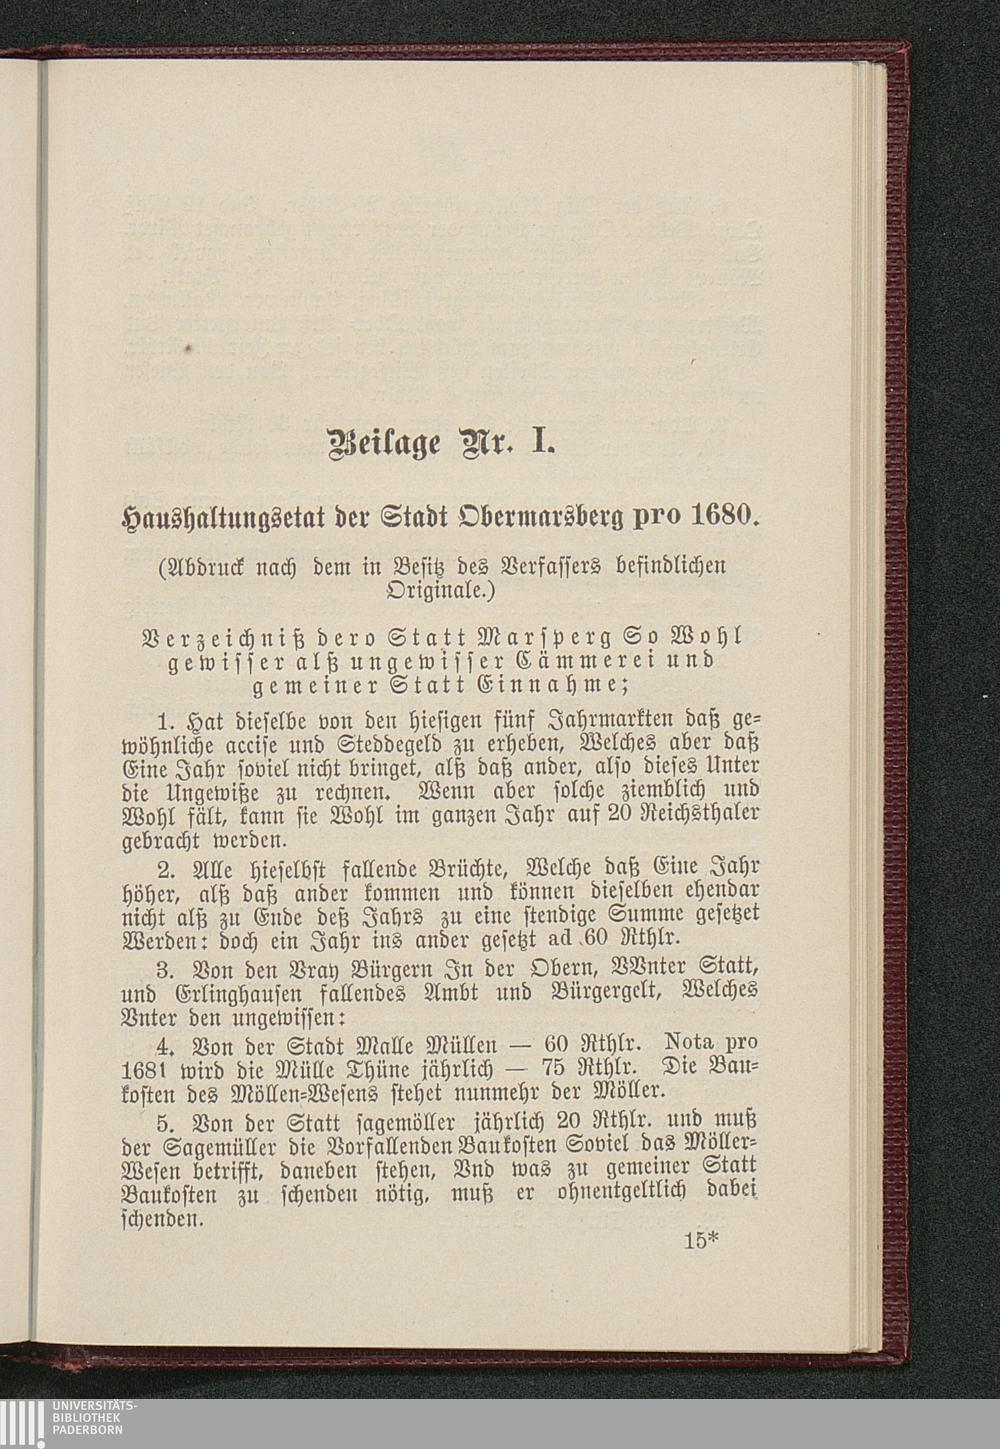 Beilage Nr. I.
Haushaltungsetat der Stadt Obermarsberg pro 1680.
(Abdruck nach dem in Besitz des Verfassers befindlichen
Originale.)
Verzeichniß dero Statt Marsperg So Wohl
gewisser alß ungewisser Cämmerei und
gemeiner Statt Einnahme;
1. Hat dieselbe von den hiesigen fünf Jahrmarkten daß ge-
wöhnliche accise und Steddegeld zu erheben, Welches aber daß
Eine Jahr soviel nicht bringet, alß daß ander, also dieses Unter
die Ungewiße zu rechnen. Wenn aber solche ziemblich und
Wohl fält, kann sie Wohl im ganzen Jahr auf 20 Reichsthaler
gebracht werden.
2. Alle hieselbst fallende Brüchte, Welche daß Eine Jahr
höher, alß daß ander kommen und können dieselben ehendar
nicht alß zu Ende deß Jahrs zu eine stendige Summe gesetzet
Werden: doch ein Jahr ins ander gesetzt ad 60 Rthlr.
3. Von den Vray Bürgern In der Obern, VVnter Statt,
und Erlinghausen fallendes Ambt und Bürgergelt, Welches
Vnter den ungewissen:
4. Von der Stadt Malle Müllen — 60 Rthlr. Nota pro
1681 wird die Mülle Thüne jährlich — 75 Rthlr. Die Bau-
kosten des Möllen-Wesens stehet nunmehr der Möller.
5. Von der Statt sagemöller jährlich 20 Rthlr. und muß
der Sagemüller die Vorfallenden Baukosten Soviel das Möller-
Wesen betrifft, daneben stehen, Vnd was zu gemeiner Statt
Baukosten zu schenden nötig, muß er ohnentgeltlich dabei
schenden.
15*
UNIVERSITÄTS-
BIBLIOTHEK
PADERBORN